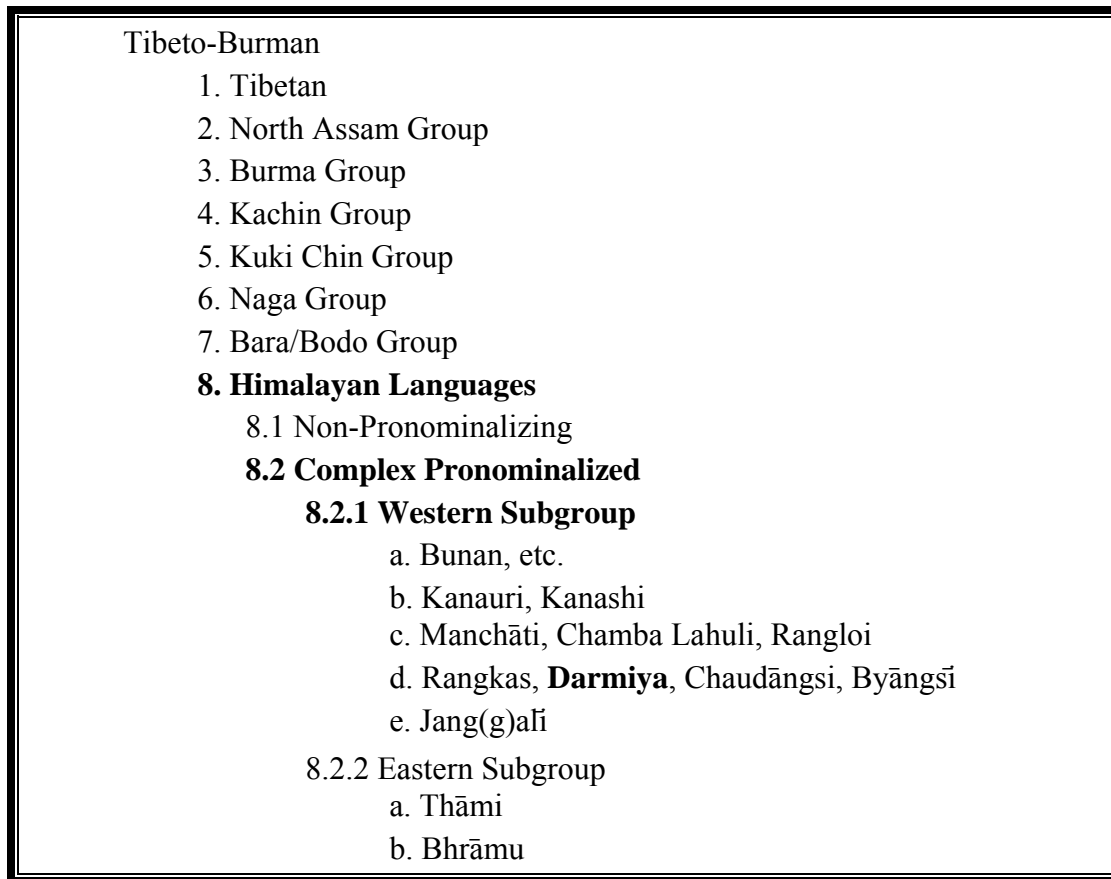 Tibeto-Burman
1. Tibetan
2. North Assam Group
3. Burma Group
4. Kachin Group
5. Kuki Chin Group
6. Naga Group
7. Bara/Bodo Group
8. Himalayan Languages
8.1 Non-Pronominalizing
8.2 Complex Pronominalized
8.2.1 Western Subgroup
a. Bunan, etc.
b. Kanauri, Kanashi
c. Manchāti, Chamba Lahuli, Rangloi
d. Rangkas, Darmiya, Chaudāngsi, Byāngsī
e. Jang(g)alī
8.2.2 Eastern Subgroup
a. Thāmi
b. Bhrāmu